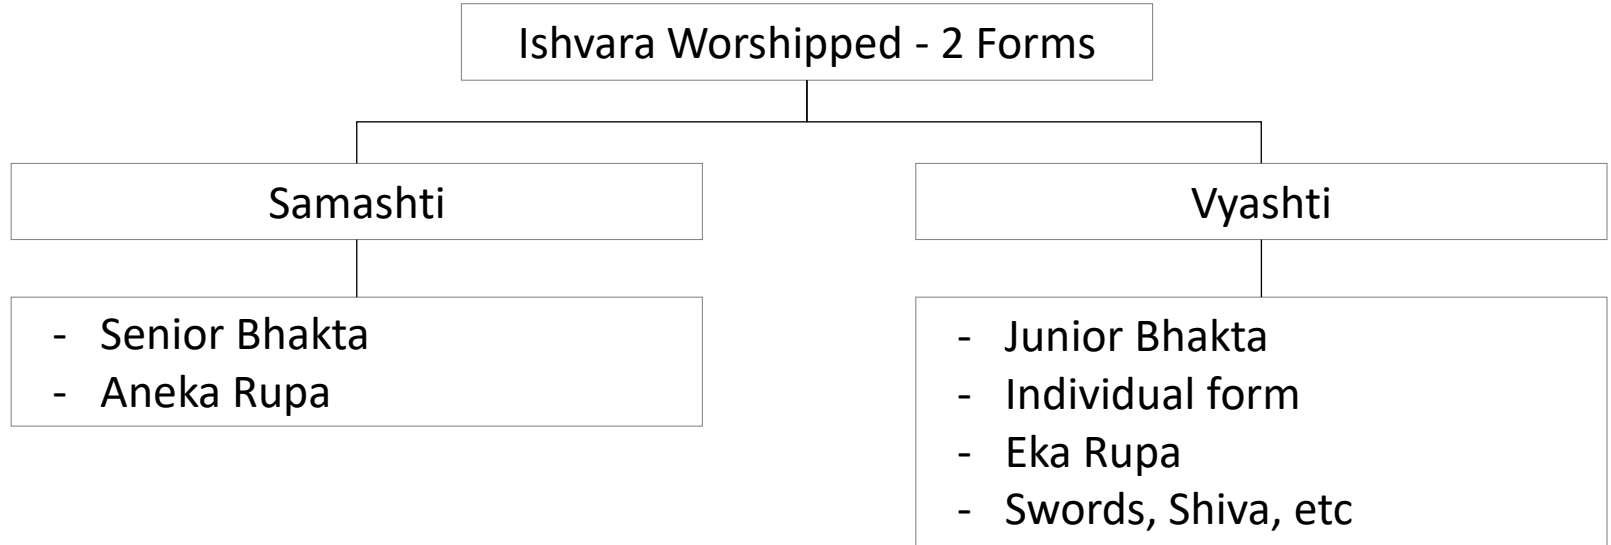 Ishvara Worshipped - 2 Forms
Samashti
Vyashti
- Senior Bhakta
- Aneka Rupa
- Junior Bhakta
- Individual form
- Eka Rupa
- Swords, Shiva, etc